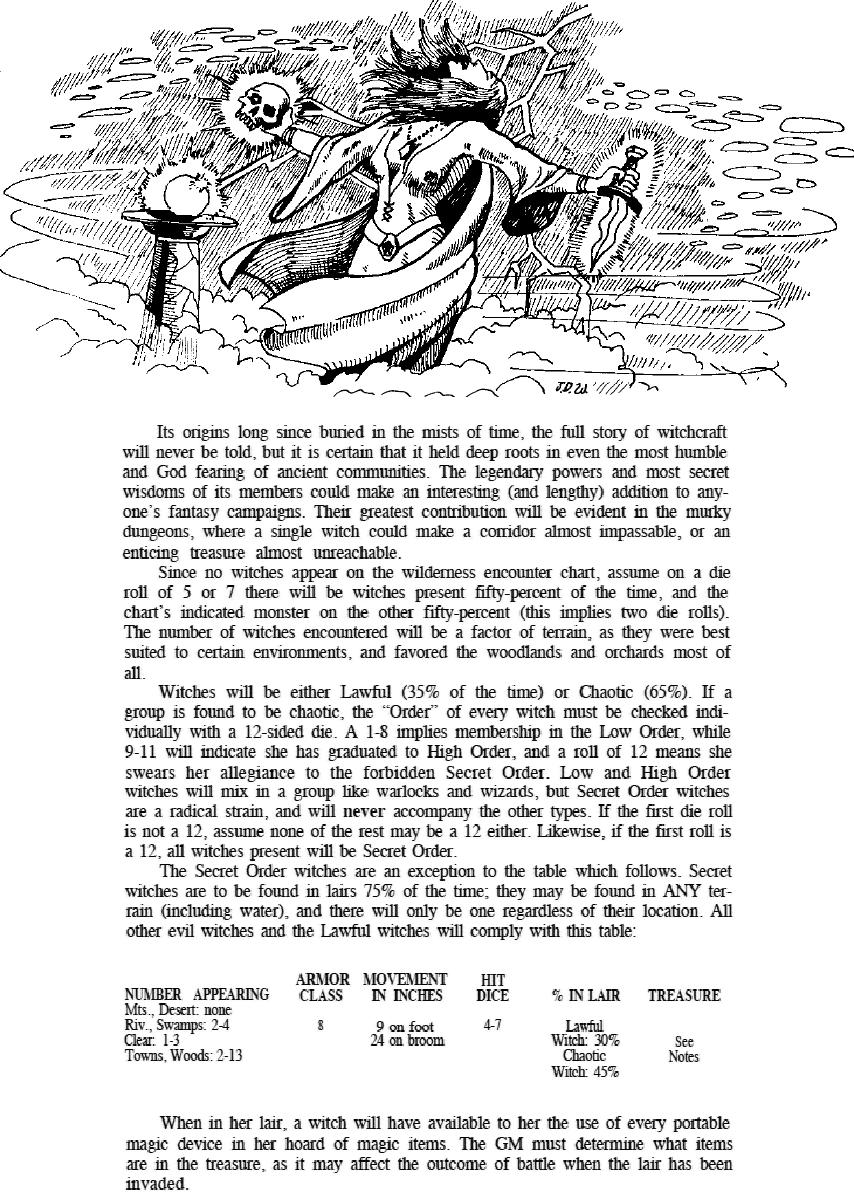 J.D.
Its origins long since buried in the mists of time, the full story of witchcraft
will never be told, but it is certain that it held deep roots in even the most humble
and God fearing of ancient communities. The legendary powers and most secret
wisdoms of its members could make an interesting (and lengthy) addition to any-
one's fantasy campaigns. Their greatest contribution will be evident in the murky
dungeons, where a single witch could make a corridor almost impassable, or an
enticing treasure almost unreachable.
Since no witches appear on the wilderness encounter chart, assume on a die
roll of 5 or 7 there will be witches present fifty-percent of the time, and the
chart's indicated monster on the other fifty-percent (this implies two die rolls).
The number of witches encountered will be a factor of terrain, as they were best
suited to certain environments, and favored the woodlands and orchards most of
all.
Witches will be either Lawful (35% of the time) or Chaotic (65%). If a
group is found to be chaotic, the “Order” of every witch must be checked indi-
vidually with a 12-sided die. A 1-8 implies membership in the Low Order, while
9-11 will indicate she has graduated to High Order, and a roll of 12 means she
swears her allegiance to the forbidden Secret Order. Low and High Order
witches will mix in a group like warlocks and wizards, but Secret Order witches
are a radical strain, and will never accompany the other types. If the first die roll
is not a 12, assume none of the rest may be a 12 either. Likewise, if the first roll is
a 12, all witches present will be Secret Order.
The Secret Order witches are an exception to the table which follows. Secret
witches are to be found in lairs 75% of the time; they may be found in ANY ter-
rain (including water), and there will only be one regardless of their location. All
other evil witches and the Lawful witches will comply with this table:
ARMOR MOVEMENT HIT
NUMBER APPEARING CLASS IN INCHES DICE % IN LAIR TREASURE
Mts., Desert: none
Riv., Swamps: 2-4 8 9 on foot 4-7 Lawful
Clear: 1-3 24 on broom Witch: 30% See
Towns, Woods: 2-13 Chaotic Notes
Witch: 45%
When in her lair, a witch will have available to her the use of every portable
magic device in her hoard of magic items. The GM must determine what items
are in the treasure, as it may affect the outcome of battle when the lair has been
invaded.